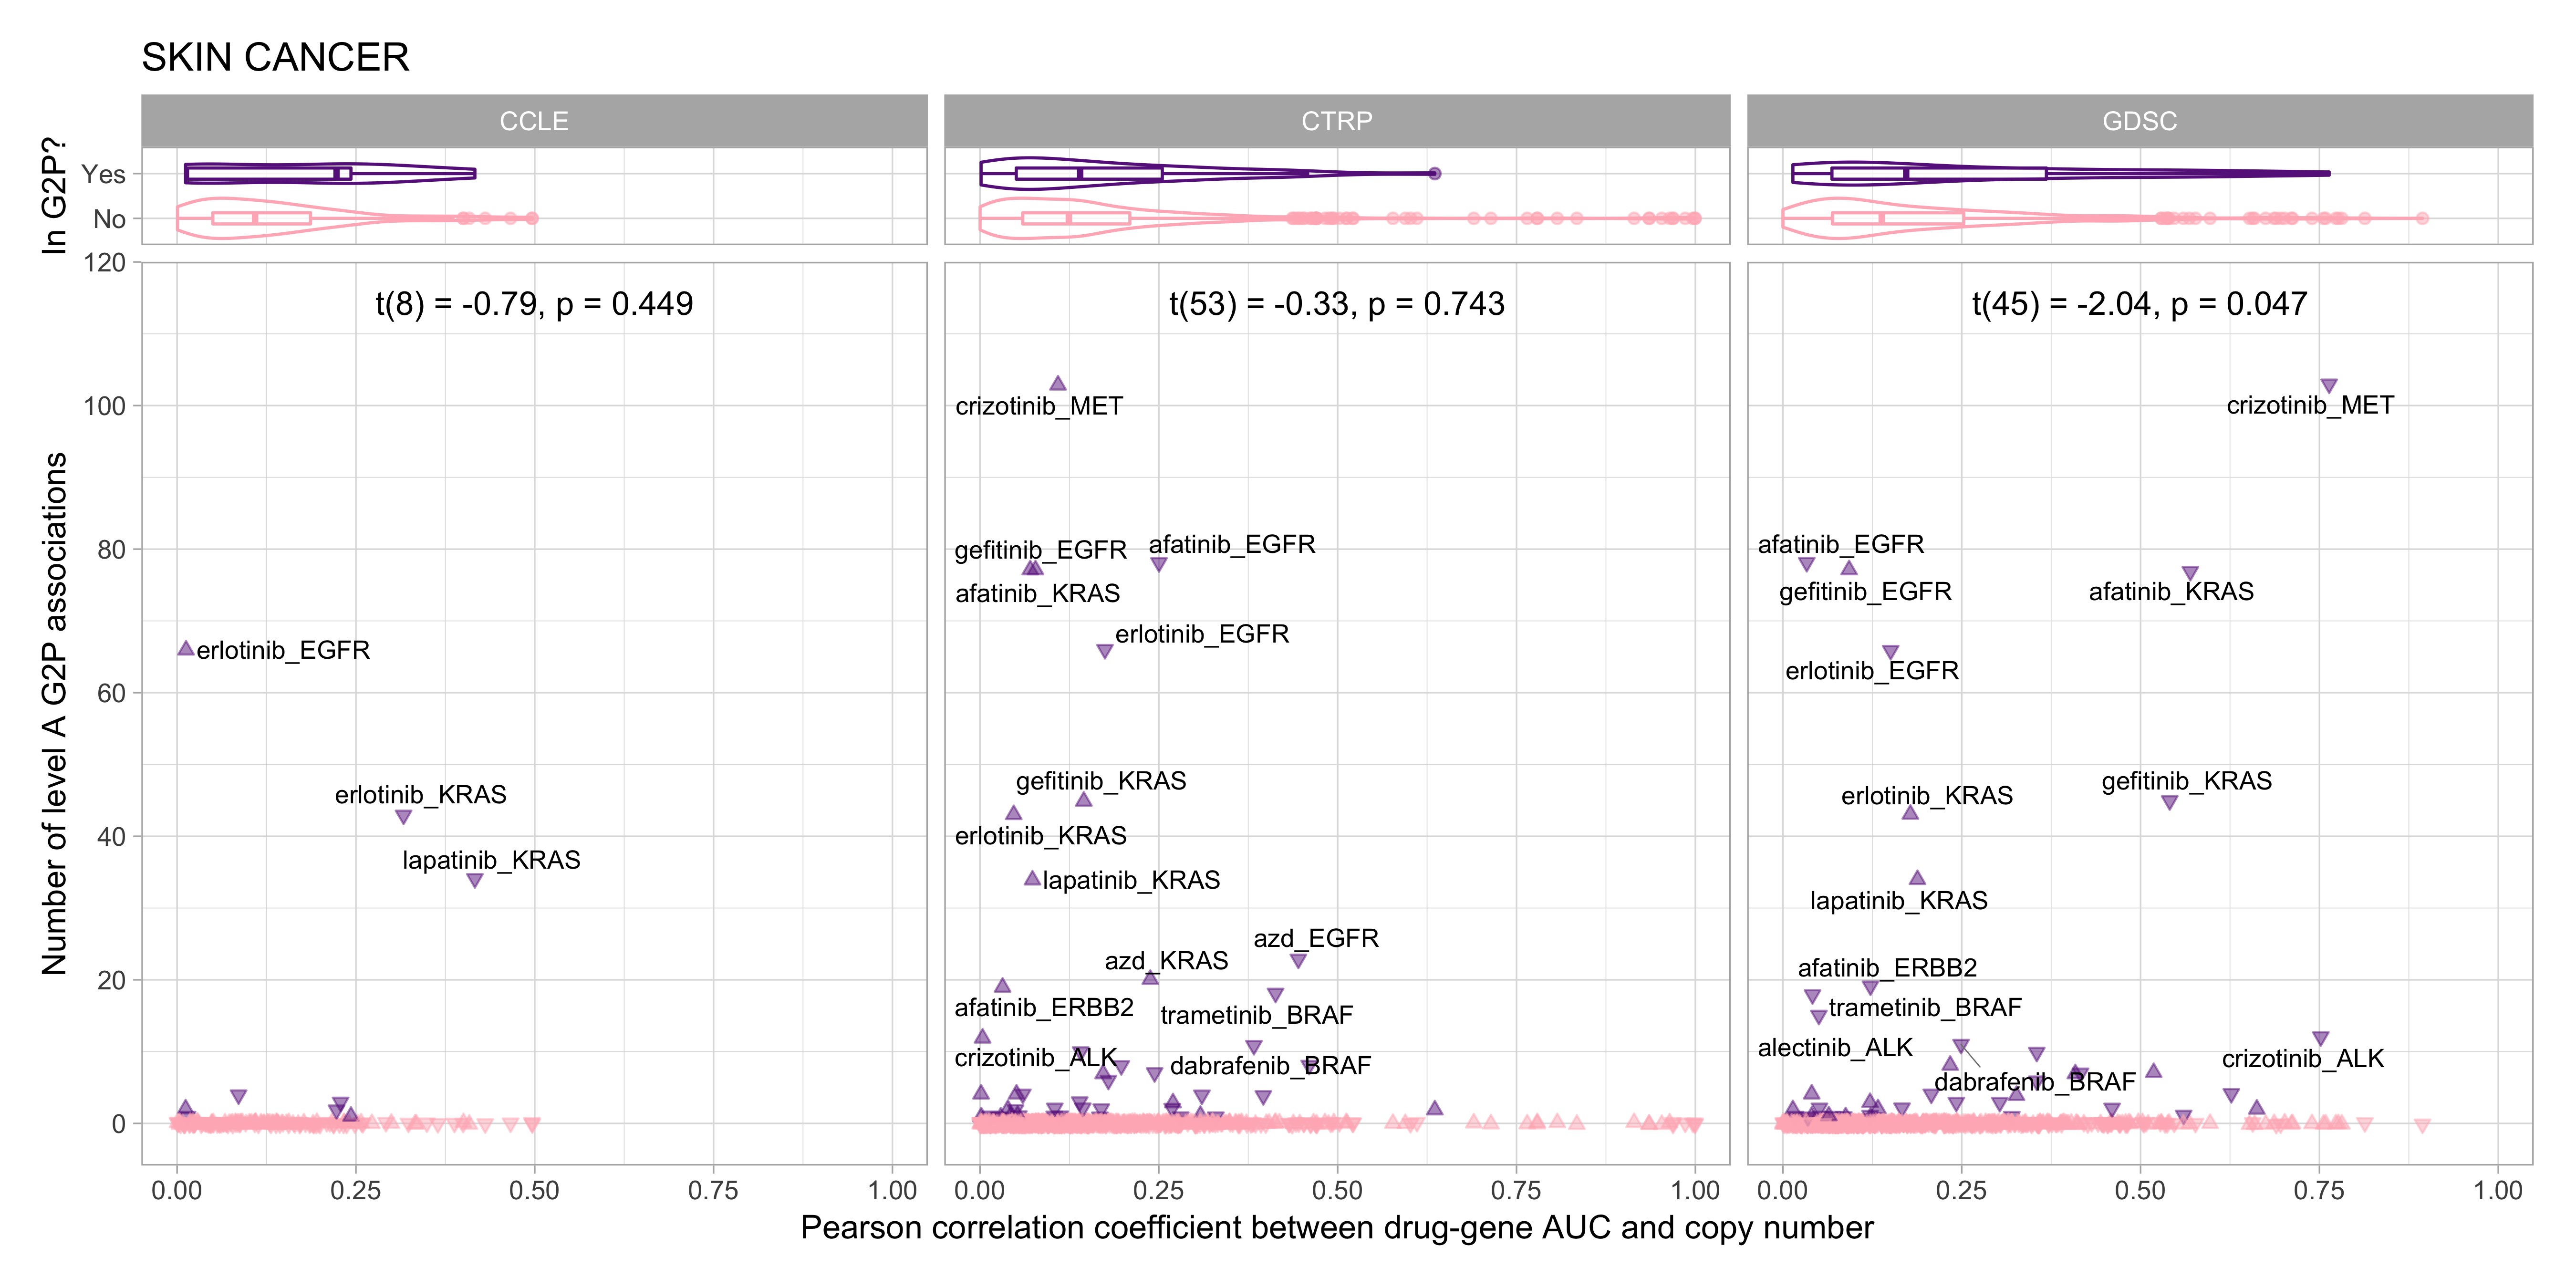 SKIN CANCER
CCLE
CTRP
GDSC
In G2P?
Yes
No
Number of level A G2P associations
120
100
80
60
40
20
0
t(8) = -0.79, p = 0.449
erlotinib_EGFR
erlotinib_KRAS
lapatinib_KRAS
t(53) = -0.33, p = 0.743
crizotinib_MET
gefitinib_EGFR
afatinib_EGFR
afatinib_KRAS
erlotinib_EGFR
gefitinib_KRAS
erlotinib_KRAS
lapatinib_KRAS
azd_EGFR
azd_KRAS
afatinib_ERBB2
trametinib_BRAF
crizotinib_ALK
dabrafenib_BRAF
t(45) = -2.04, p = 0.047
crizotinib_MET
afatinib_EGFR
gefitinib_EGFR
afatinib_KRAS
erlotinib_EGFR
gefitinib_KRAS
erlotinib_KRAS
lapatinib_KRAS
afatinib_ERBB2
trametinib_BRAF
alectinib_ALK
crizotinib_ALK
dabrafenib_BRAF
0.00 0.25 0.50 0.75 1.00
0.00 0.25 0.50 0.75 1.00
0.00 0.25 0.50 0.75 1.00
Pearson correlation coefficient between drug-gene AUC and copy number